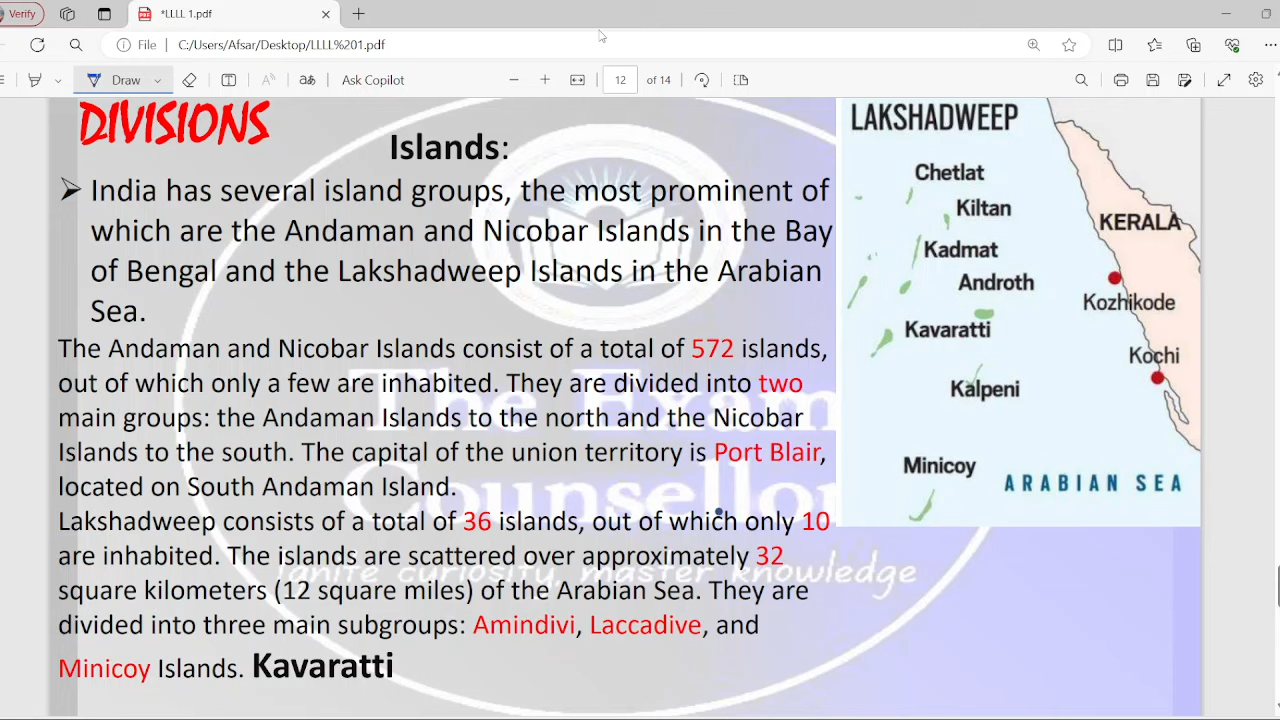 Verify
*LLLL 1.pdf
File
C:/Users/Afsar/Desktop/LLLL%201.pdf
Draw
Ask Copilot
12 of 14
DIVISIONS
Islands:
India has several island groups, the most prominent of
which are the Andaman and Nicobar Islands in the Bay
of Bengal and the Lakshadweep Islands in the Arabian
Sea.
The Andaman and Nicobar Islands consist of a total of 572 islands,
out of which only a few are inhabited. They are divided into two
main groups: the Andaman Islands to the north and the Nicobar
Islands to the south. The capital of the union territory is Port Blair,
located on South Andaman Island.
Lakshadweep consists of a total of 36 islands, out of which only 10
are inhabited. The islands are scattered over approximately 32
square kilometers (12 square miles) of the Arabian Sea. They are
divided into three main subgroups: Amindivi, Laccadive, and
Minicoy Islands. Kavaratti
The Exam
Counsellor
Ignite curiosity, master knowledge
LAKSHADWEEP
Chetlat
Kiltan
KERALA
Kadmat
Androth
Kozhikode
Kavaratti
Kochi
Kalpeni
Minicoy
ARABIAN SEA